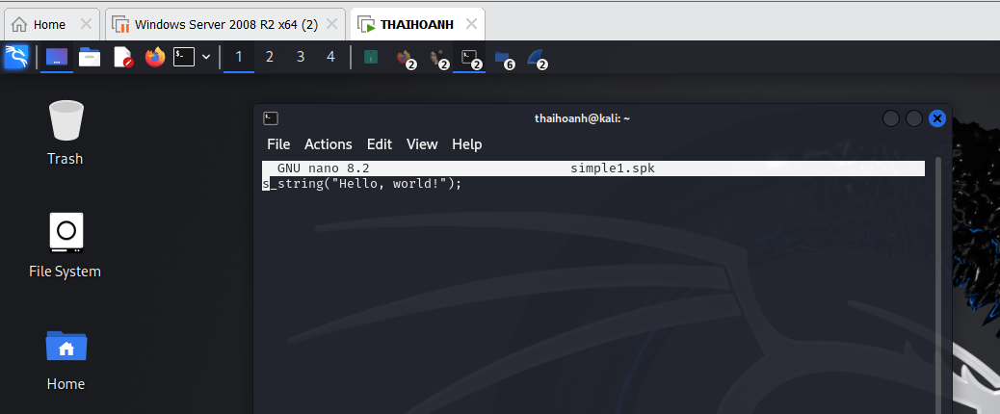 Home
Windows Server 2008 R2 x64 (2)
THAIHOANH
1 2 3 4 2 2 2 6 2
Trash
File System
Home
thaihoanh@kali: ~
File Actions Edit View Help
GNU nano 8.2 simple1.spk
s_string("Hello, world!");